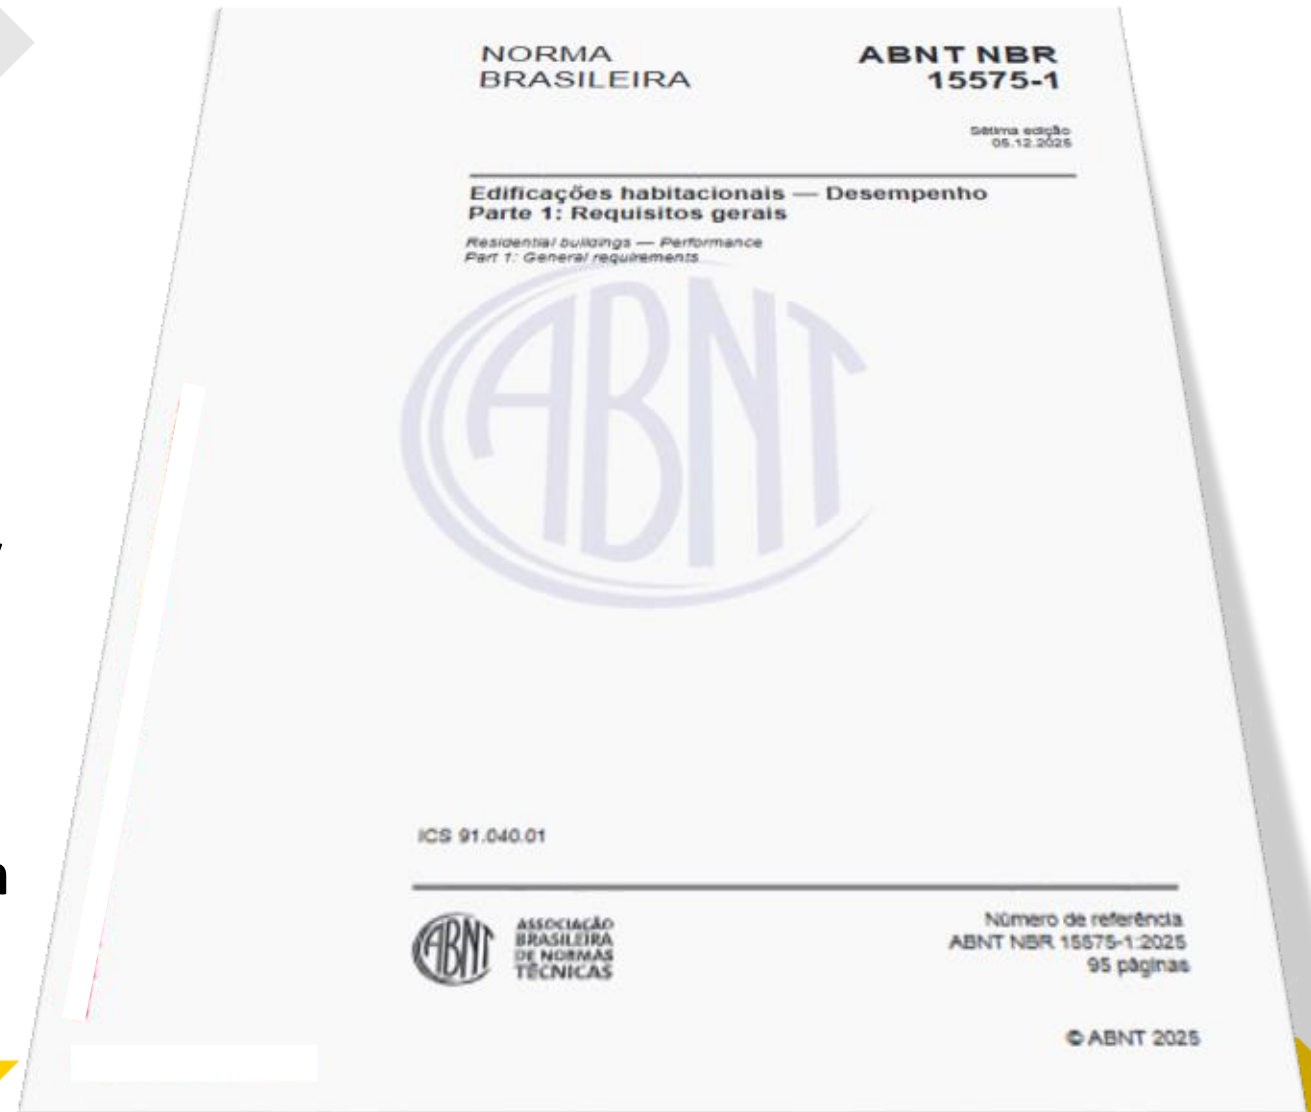 NORMA
BRASILEIRA
ABNT NBR
15575-1
Sétima edição
05.12.2025
Edificações habitacionais — Desempenho
Parte 1: Requisitos gerais
Residential buildings — Performance
Part 1: General requirements
ABNT
ICS 91.040.01
ABNT
ASSOCIAÇÃO
BRASILEIRA
DE NORMAS
TÉCNICAS
Número de referência
ABNT NBR 15575-1:2025
95 páginas
© ABNT 2025